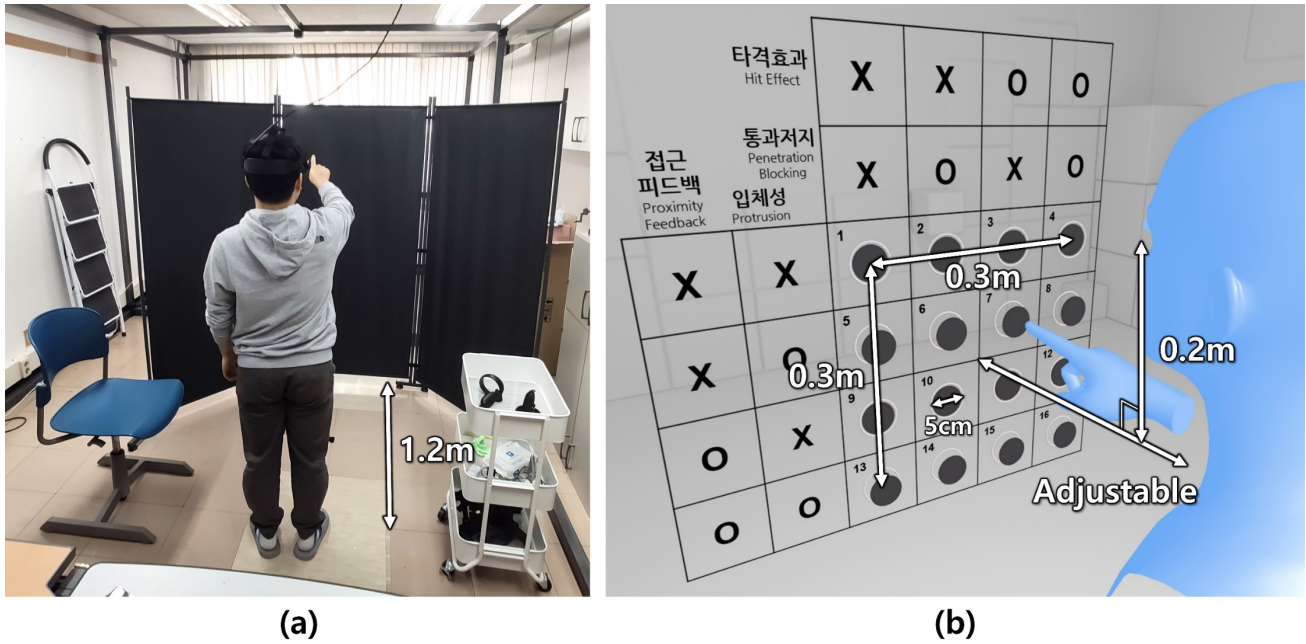 1.2m
(a)
타격효과
Hit Effect
X X O O
통과저지
Penetration
Blocking
X O X O
접근
피드백
Proximity
Feedback
입체성
Protrusion
X X
1 2 3 4
0.3m
X O
5 6 7 8
0.3m
0.2m
O X
9 10 12
5cm
O O
13 14 15 16
Adjustable
(b)